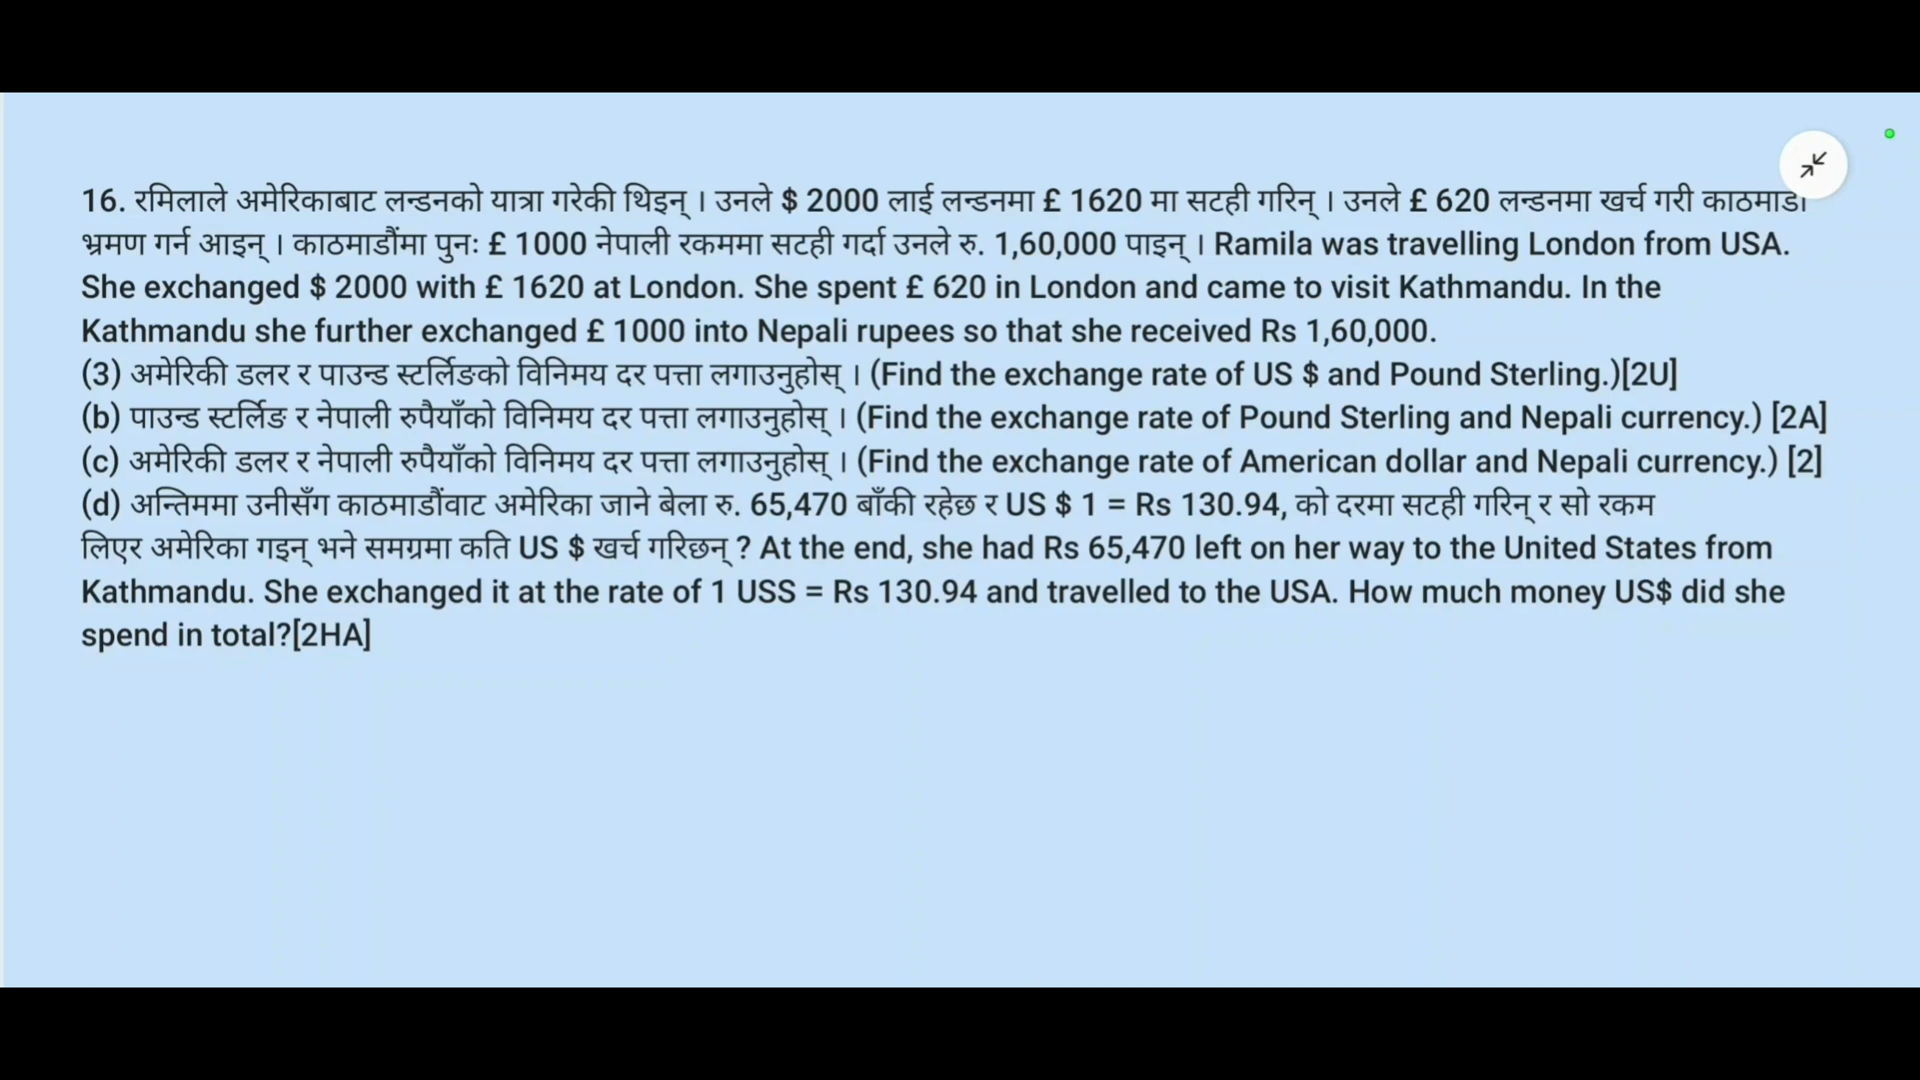 16. रमिलाले अमेरिकाबाट लन्डनको यात्रा गरेकी थिइन् । उनले $ 2000 लाई लन्डनमा £ 1620 मा सटही गरिन् । उनले £ 620 लन्डनमा खर्च गरी काठमाडौं
भ्रमण गर्न आइन् । काठमाडौंमा पुनः £ 1000 नेपाली रकममा सटही गर्दा उनले रु. 1,60,000 पाइन् । Ramila was travelling London from USA.
She exchanged $ 2000 with £ 1620 at London. She spent £ 620 in London and came to visit Kathmandu. In the
Kathmandu she further exchanged £ 1000 into Nepali rupees so that she received Rs 1,60,000.
(3) अमेरिकी डलर र पाउन्ड स्टर्लिङको विनिमय दर पत्ता लगाउनुहोस् । (Find the exchange rate of US $ and Pound Sterling.)[2U]
(b) पाउन्ड स्टर्लिङ र नेपाली रुपैयाँको विनिमय दर पत्ता लगाउनुहोस् । (Find the exchange rate of Pound Sterling and Nepali currency.) [2A]
(c) अमेरिकी डलर र नेपाली रुपैयाँको विनिमय दर पत्ता लगाउनुहोस् । (Find the exchange rate of American dollar and Nepali currency.) [2]
(d) अन्तिममा उनीसँग काठमाडौंवाट अमेरिका जाने बेला रु. 65,470 बाँकी रहेछ र US $ 1 = Rs 130.94, को दरमा सटही गरिन् र सो रकम
लिएर अमेरिका गइन् भने समग्रमा कति US $ खर्च गरिछन् ? At the end, she had Rs 65,470 left on her way to the United States from
Kathmandu. She exchanged it at the rate of 1 USS = Rs 130.94 and travelled to the USA. How much money US$ did she
spend in total?[2HA]